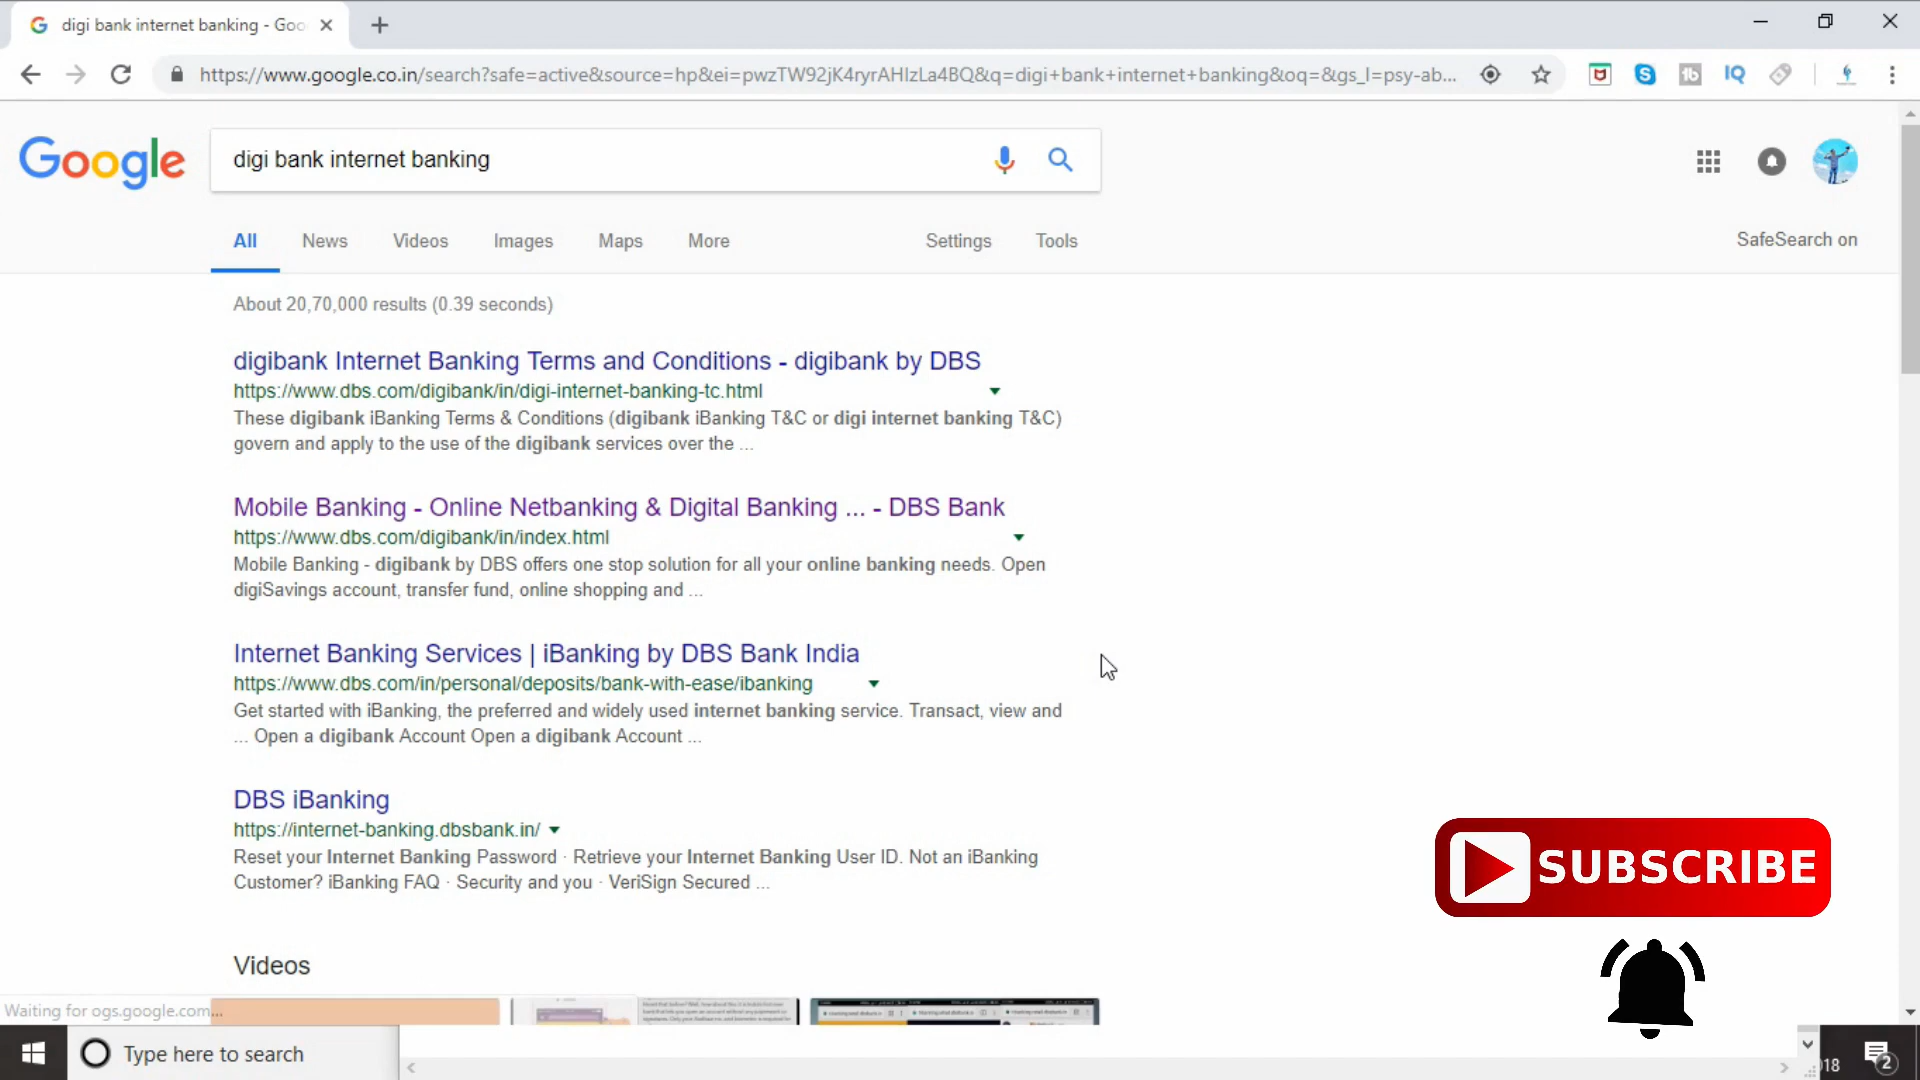 digi bank internet banking - Goo
https://www.google.co.in/search?safe=active&source=hp&ei=pwzTW92jK4ryrAHIzLa4BQ&q=digi+bank+internet+banking&oq=&gs_l=psy-ab...
Google
digi bank internet banking
All News Videos Images Maps More Settings Tools
SafeSearch on
About 20,70,000 results (0.39 seconds)
digibank Internet Banking Terms and Conditions - digibank by DBS
https://www.dbs.com/digibank/in/digi-internet-banking-tc.html
These digibank iBanking Terms & Conditions (digibank iBanking T&C or digi internet banking T&C)
govern and apply to the use of the digibank services over the ...
Mobile Banking - Online Netbanking & Digital Banking ... - DBS Bank
https://www.dbs.com/digibank/in/index.html
Mobile Banking - digibank by DBS offers one stop solution for all your online banking needs. Open
digiSavings account, transfer fund, online shopping and ...
Internet Banking Services | iBanking by DBS Bank India
https://www.dbs.com/in/personal/deposits/bank-with-ease/ibanking
Get started with iBanking, the preferred and widely used internet banking service. Transact, view and
... Open a digibank Account Open a digibank Account ...
DBS iBanking
https://internet-banking.dbsbank.in/
Reset your Internet Banking Password · Retrieve your Internet Banking User ID. Not an iBanking
Customer? iBanking FAQ · Security and you · VeriSign Secured ...
SUBSCRIBE
Videos
Waiting for ogs.google.com...
Type here to search
18
2